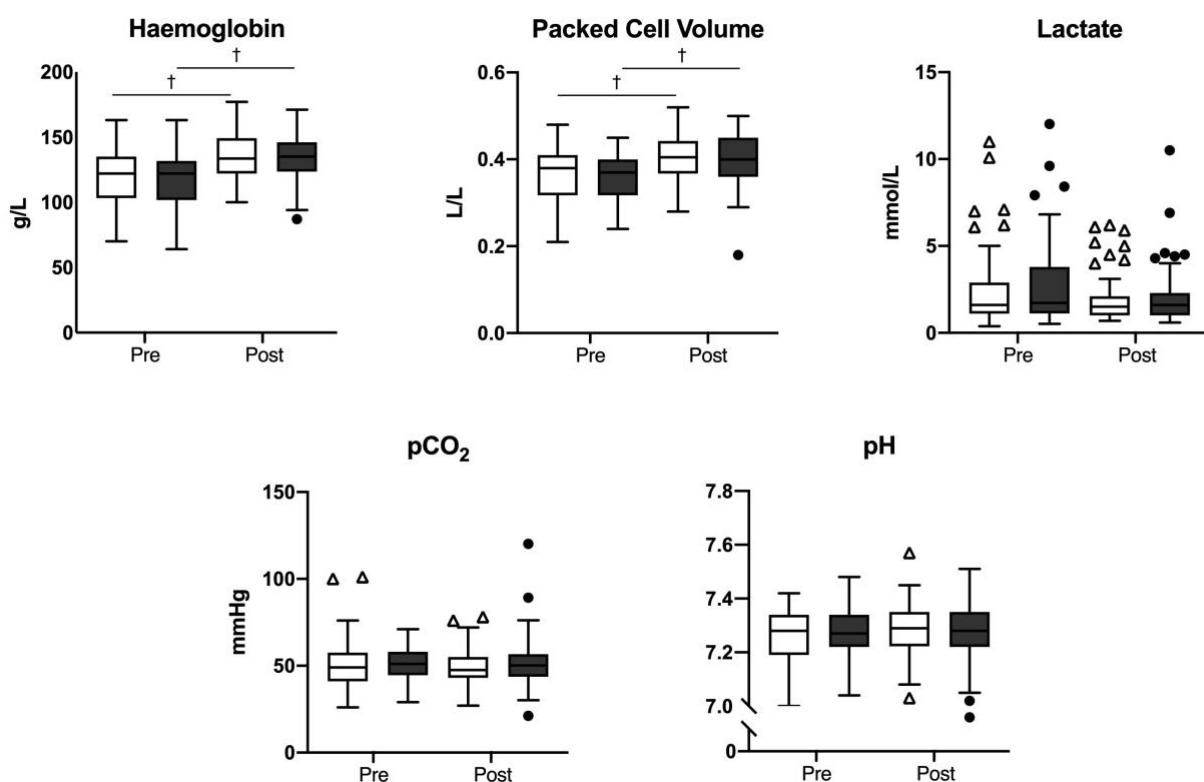 Haemoglobin
† †
200
150
100
50
0
g/L
Pre Post
Packed Cell Volume
† †
0.6
0.4
0.2
0.0
L/L
Pre Post
Lactate
15
10
5
0
mmol/L
Pre Post
pCO₂
150
100
50
0
mmHg
Pre Post
pH
7.8
7.6
7.4
7.2
7.0
0
Pre Post